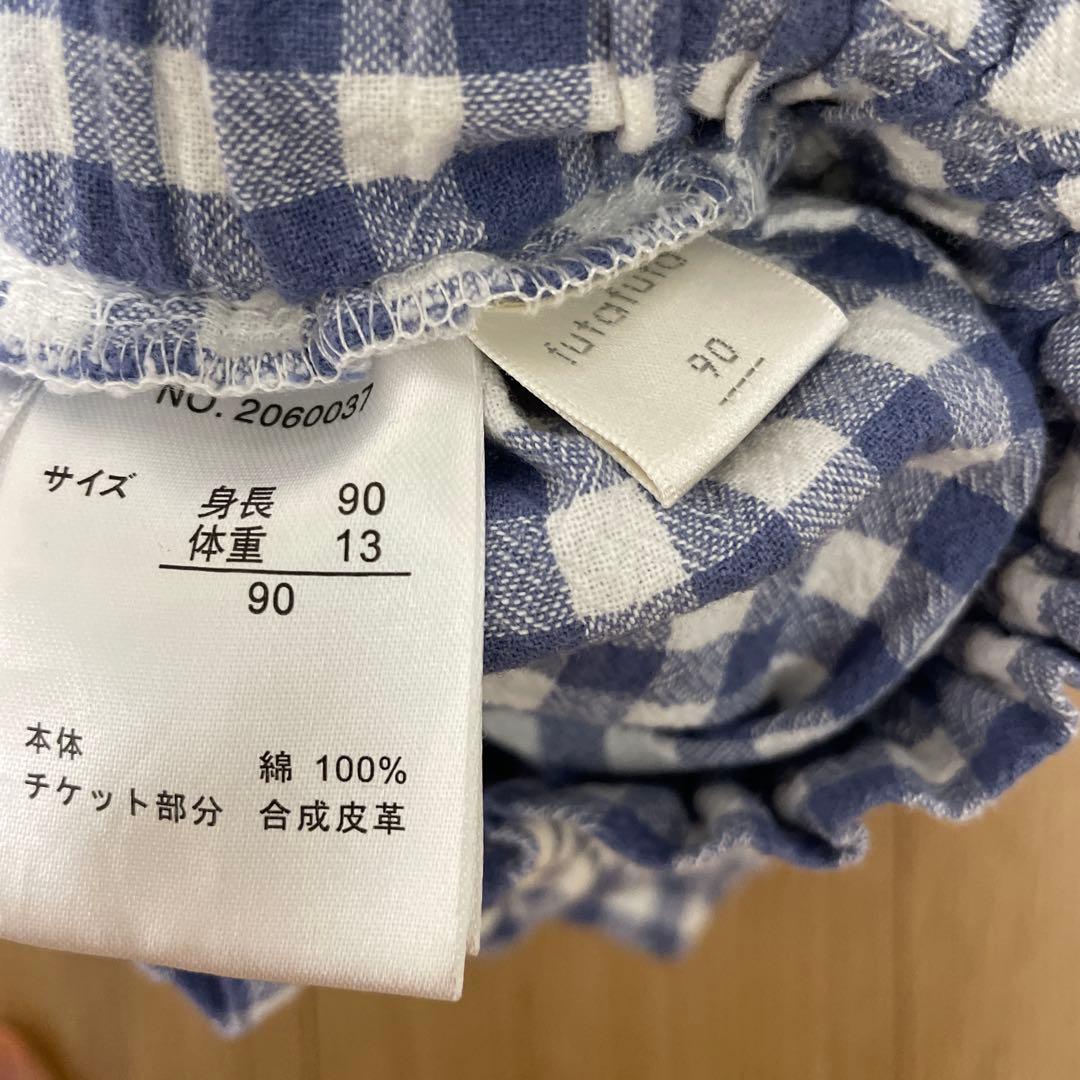 futafuta
90
NO. 2060037
サイズ
身長 90
体重 13
90
本体 綿 100%
チケット部分 合成皮革